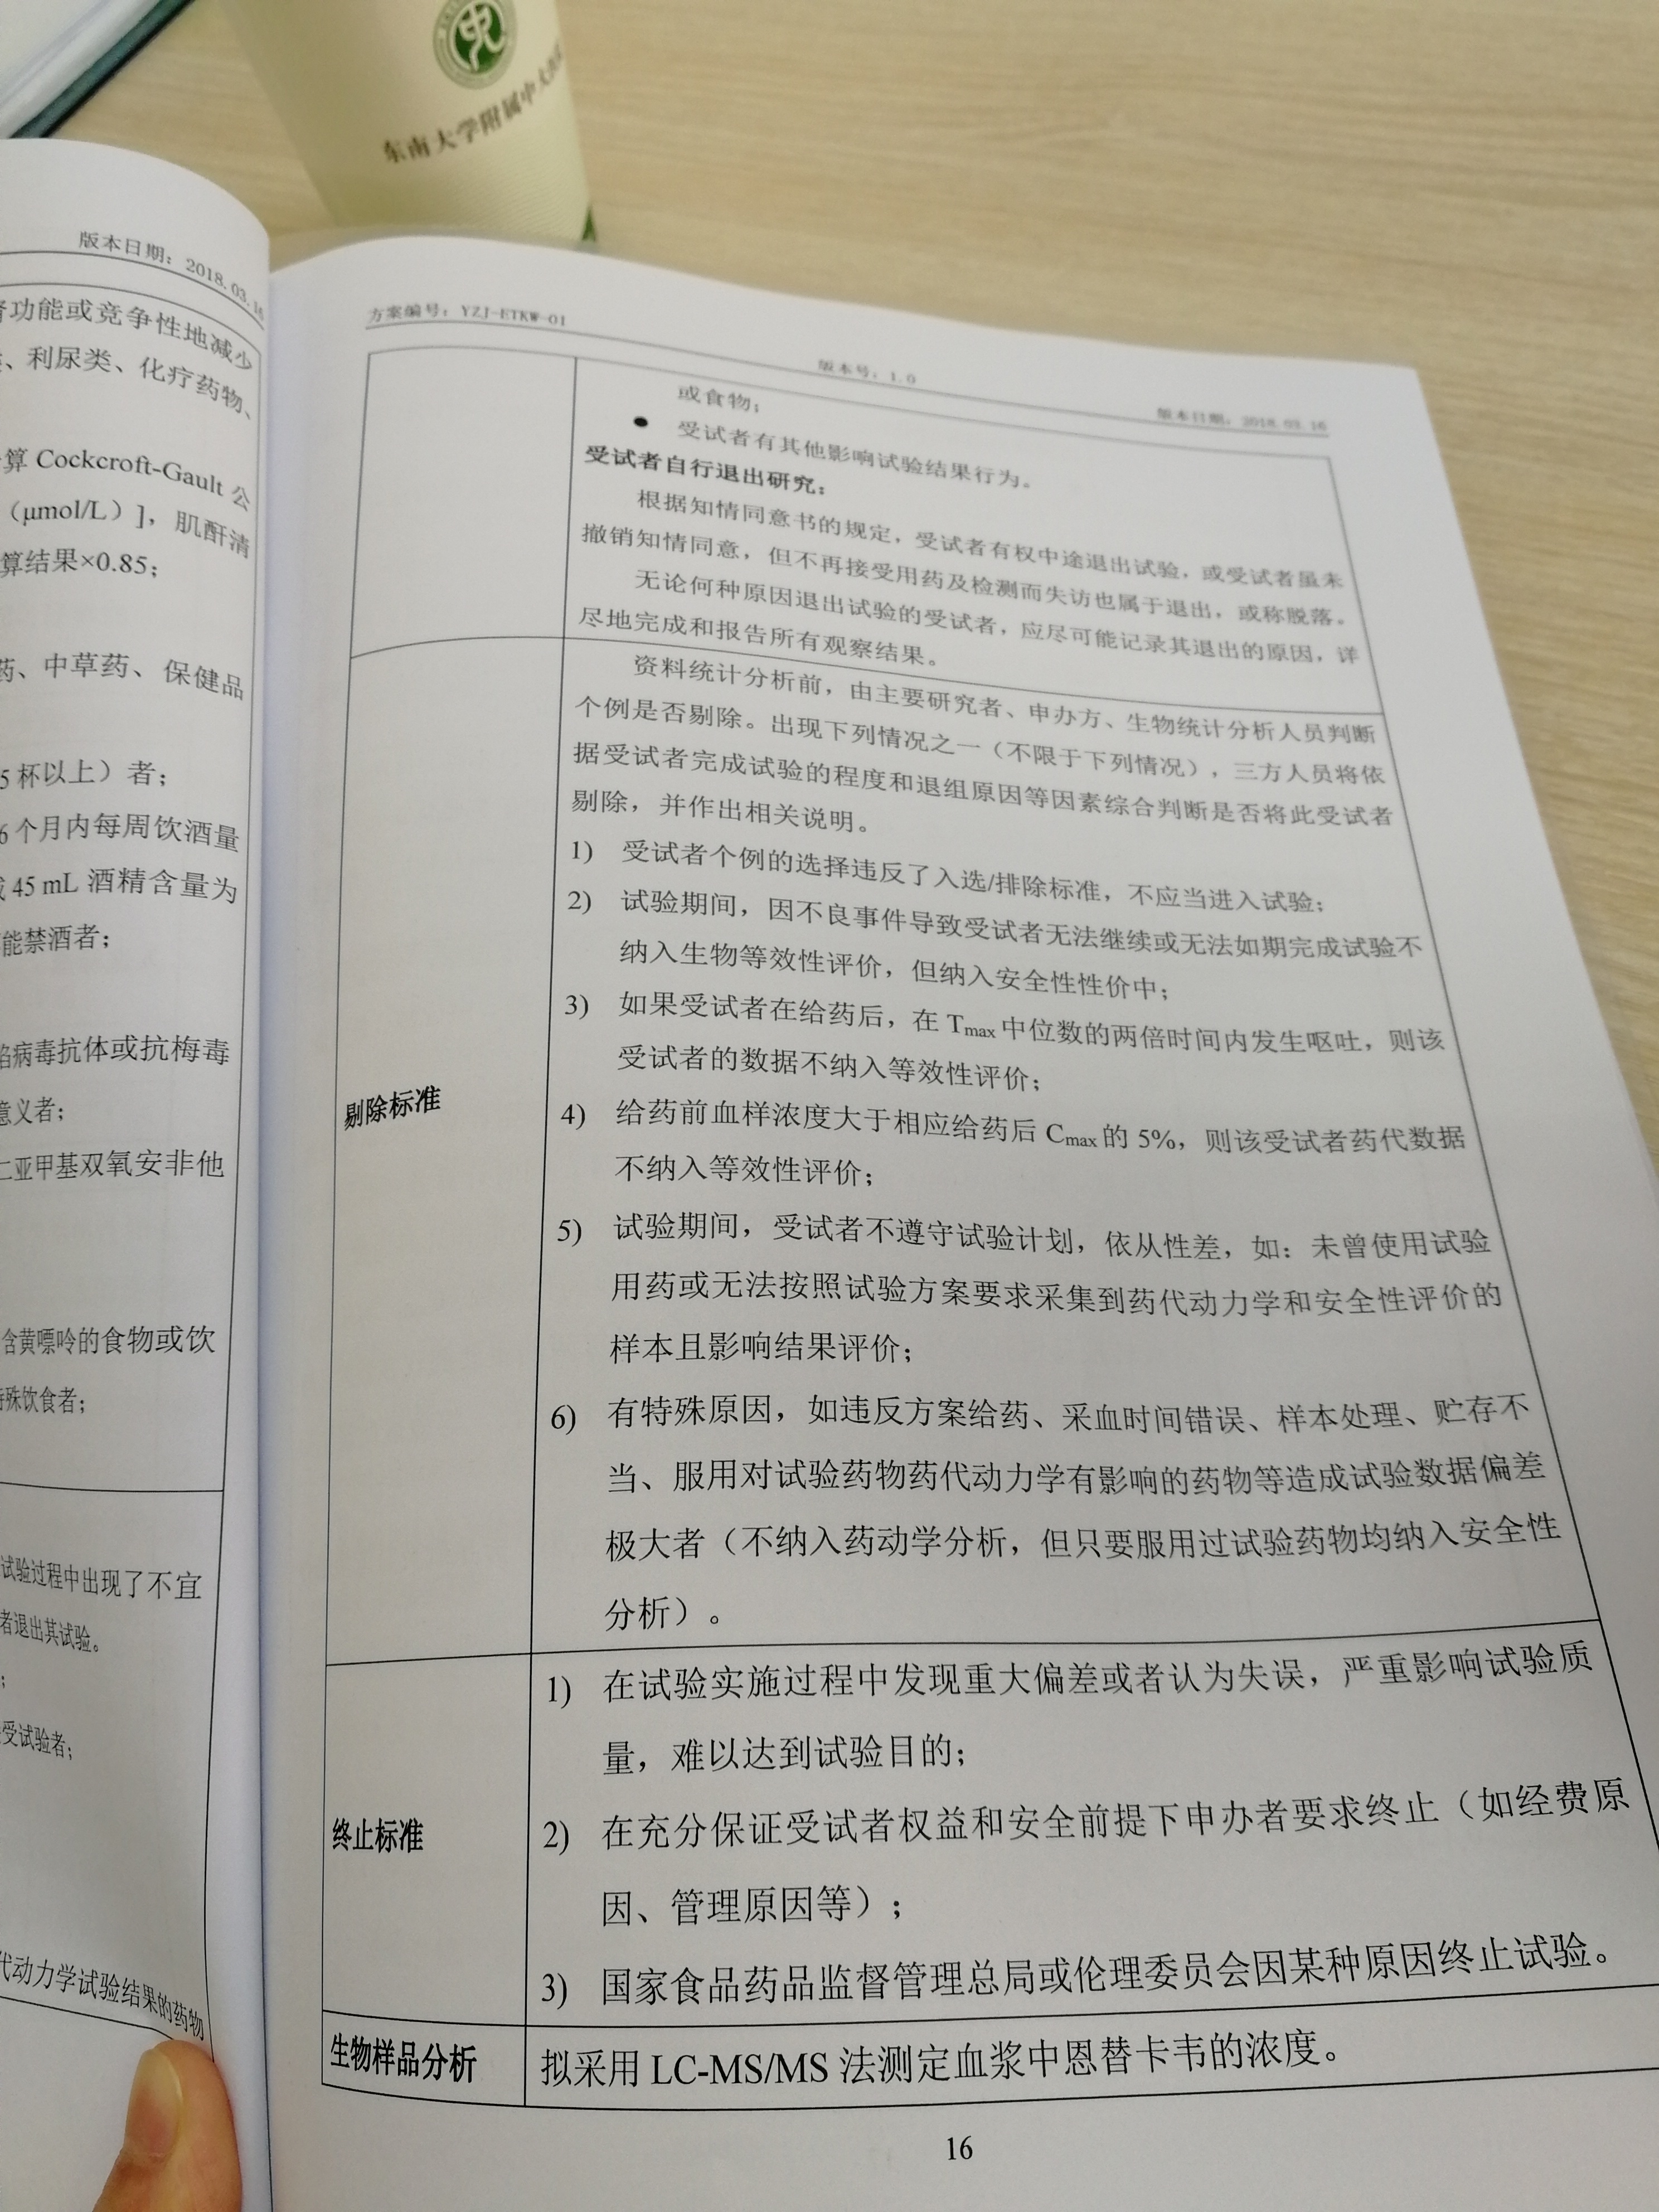 东南大学附属中大医院
版本日期：2018.03.16
功能或竞争性地减少
、利尿类、化疗药物、
算 Cockcroft-Gault 公
（μmol/L）]，肌酐清
算结果×0.85；
药、中草药、保健品
5 杯以上）者；
6 个月内每周饮酒量
45 mL 酒精含量为
能禁酒者；
病毒抗体或抗梅毒
意义者；
二亚甲基双氧安非他
含黄嘌呤的食物或饮
殊饮食者；
试验过程中出现了不宜
者退出其试验。
；
受试验者；
代动力学试验结果的药物
方案编号：YZJ-ETKW-01
版本号：1.0
版本日期：2018.03.16
或食物；
● 受试者有其他影响试验结果行为。
受试者自行退出研究：
根据知情同意书的规定，受试者有权中途退出试验，或受试者虽未
撤销知情同意，但不再接受用药及检测而失访也属于退出，或称脱落。
无论何种原因退出试验的受试者，应尽可能记录其退出的原因，详
尽地完成和报告所有观察结果。
剔除标准
资料统计分析前，由主要研究者、申办方、生物统计分析人员判断
个例是否剔除。出现下列情况之一（不限于下列情况），三方人员将依
据受试者完成试验的程度和退组原因等因素综合判断是否将此受试者
剔除，并作出相关说明。
1) 受试者个例的选择违反了入选/排除标准，不应当进入试验；
2) 试验期间，因不良事件导致受试者无法继续或无法如期完成试验不
纳入生物等效性评价，但纳入安全性性价中；
3) 如果受试者在给药后，在 Tmax 中位数的两倍时间内发生呕吐，则该
受试者的数据不纳入等效性评价；
4) 给药前血样浓度大于相应给药后 Cmax 的 5%，则该受试者药代数据
不纳入等效性评价；
5) 试验期间，受试者不遵守试验计划，依从性差，如：未曾使用试验
用药或无法按照试验方案要求采集到药代动力学和安全性评价的
样本且影响结果评价；
6) 有特殊原因，如违反方案给药、采血时间错误、样本处理、贮存不
当、服用对试验药物药代动力学有影响的药物等造成试验数据偏差
极大者（不纳入药动学分析，但只要服用过试验药物均纳入安全性
分析）。
终止标准
1) 在试验实施过程中发现重大偏差或者认为失误，严重影响试验质
量，难以达到试验目的；
2) 在充分保证受试者权益和安全前提下申办者要求终止（如经费原
因、管理原因等）；
3) 国家食品药品监督管理总局或伦理委员会因某种原因终止试验。
生物样品分析
拟采用 LC-MS/MS 法测定血浆中恩替卡韦的浓度。
16